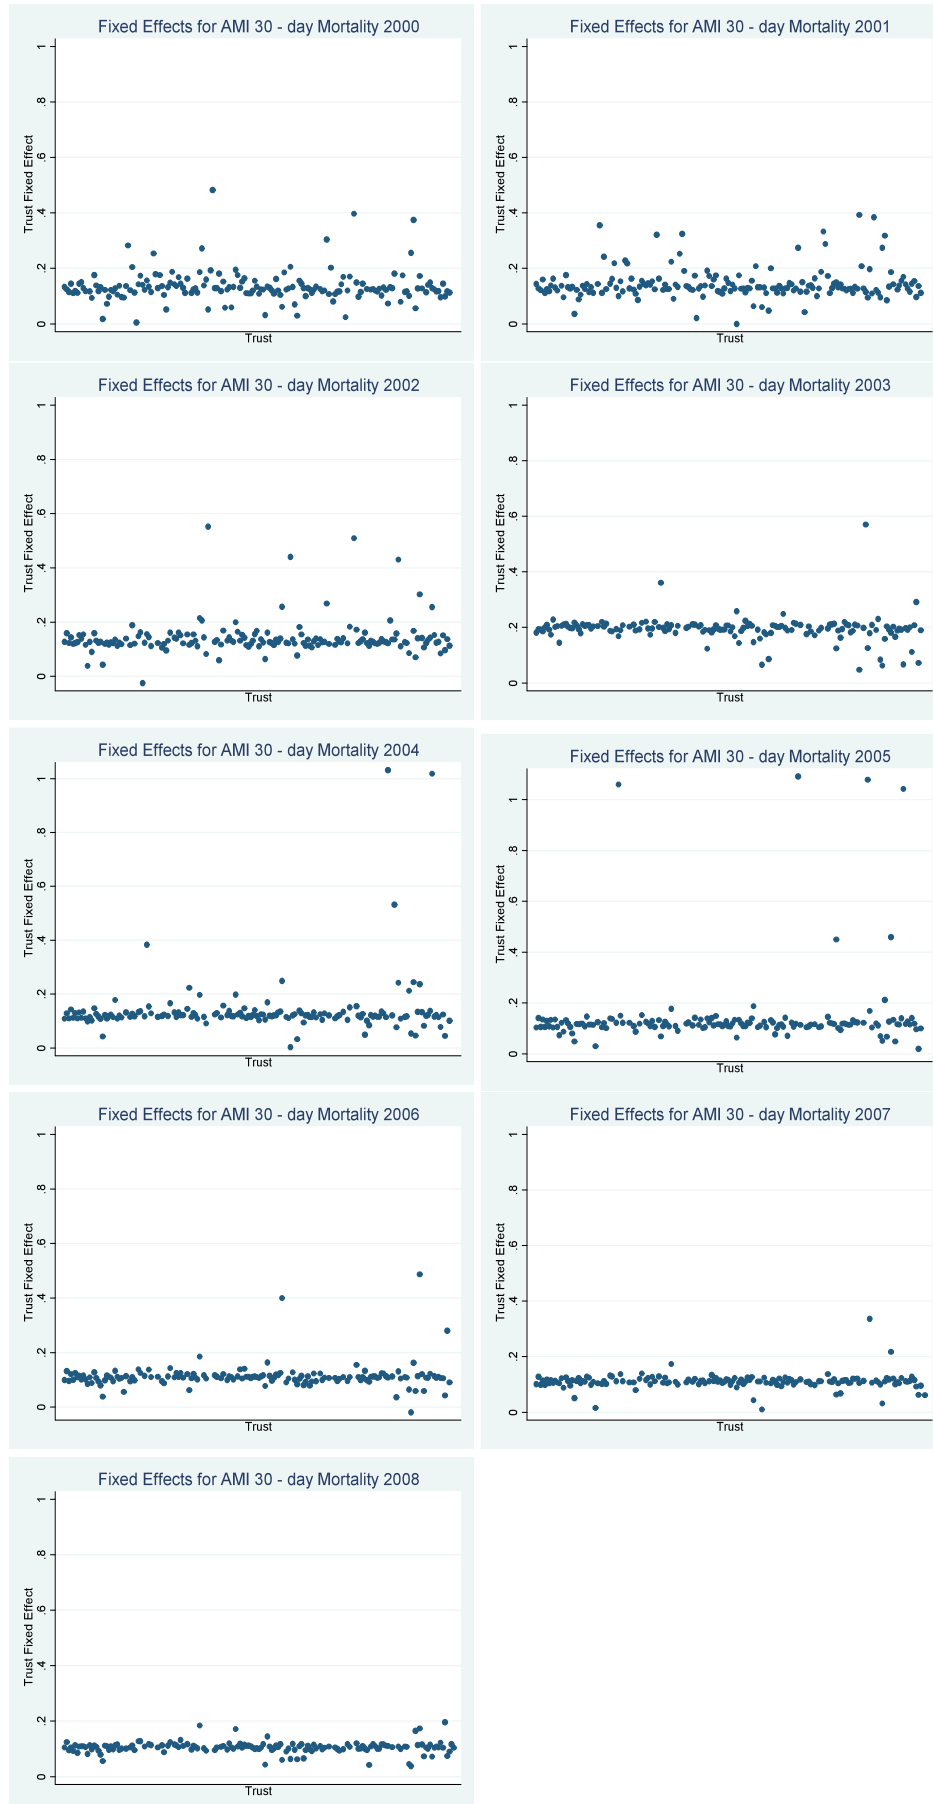 Fixed Effects for AMI 30 - day Mortality 2000
Trust Fixed Effect
1
.8
.6
.4
.2
0
Trust
Fixed Effects for AMI 30 - day Mortality 2001
Trust Fixed Effect
1
.8
.6
.4
.2
0
Trust
Fixed Effects for AMI 30 - day Mortality 2002
Trust Fixed Effect
1
.8
.6
.4
.2
0
Trust
Fixed Effects for AMI 30 - day Mortality 2003
Trust Fixed Effect
1
.8
.6
.4
.2
0
Trust
Fixed Effects for AMI 30 - day Mortality 2004
Trust Fixed Effect
1
.8
.6
.4
.2
0
Trust
Fixed Effects for AMI 30 - day Mortality 2005
Trust Fixed Effect
1
.8
.6
.4
.2
0
Trust
Fixed Effects for AMI 30 - day Mortality 2006
Trust Fixed Effect
1
.8
.6
.4
.2
0
Trust
Fixed Effects for AMI 30 - day Mortality 2007
Trust Fixed Effect
1
.8
.6
.4
.2
0
Trust
Fixed Effects for AMI 30 - day Mortality 2008
Trust Fixed Effect
1
.8
.6
.4
.2
0
Trust